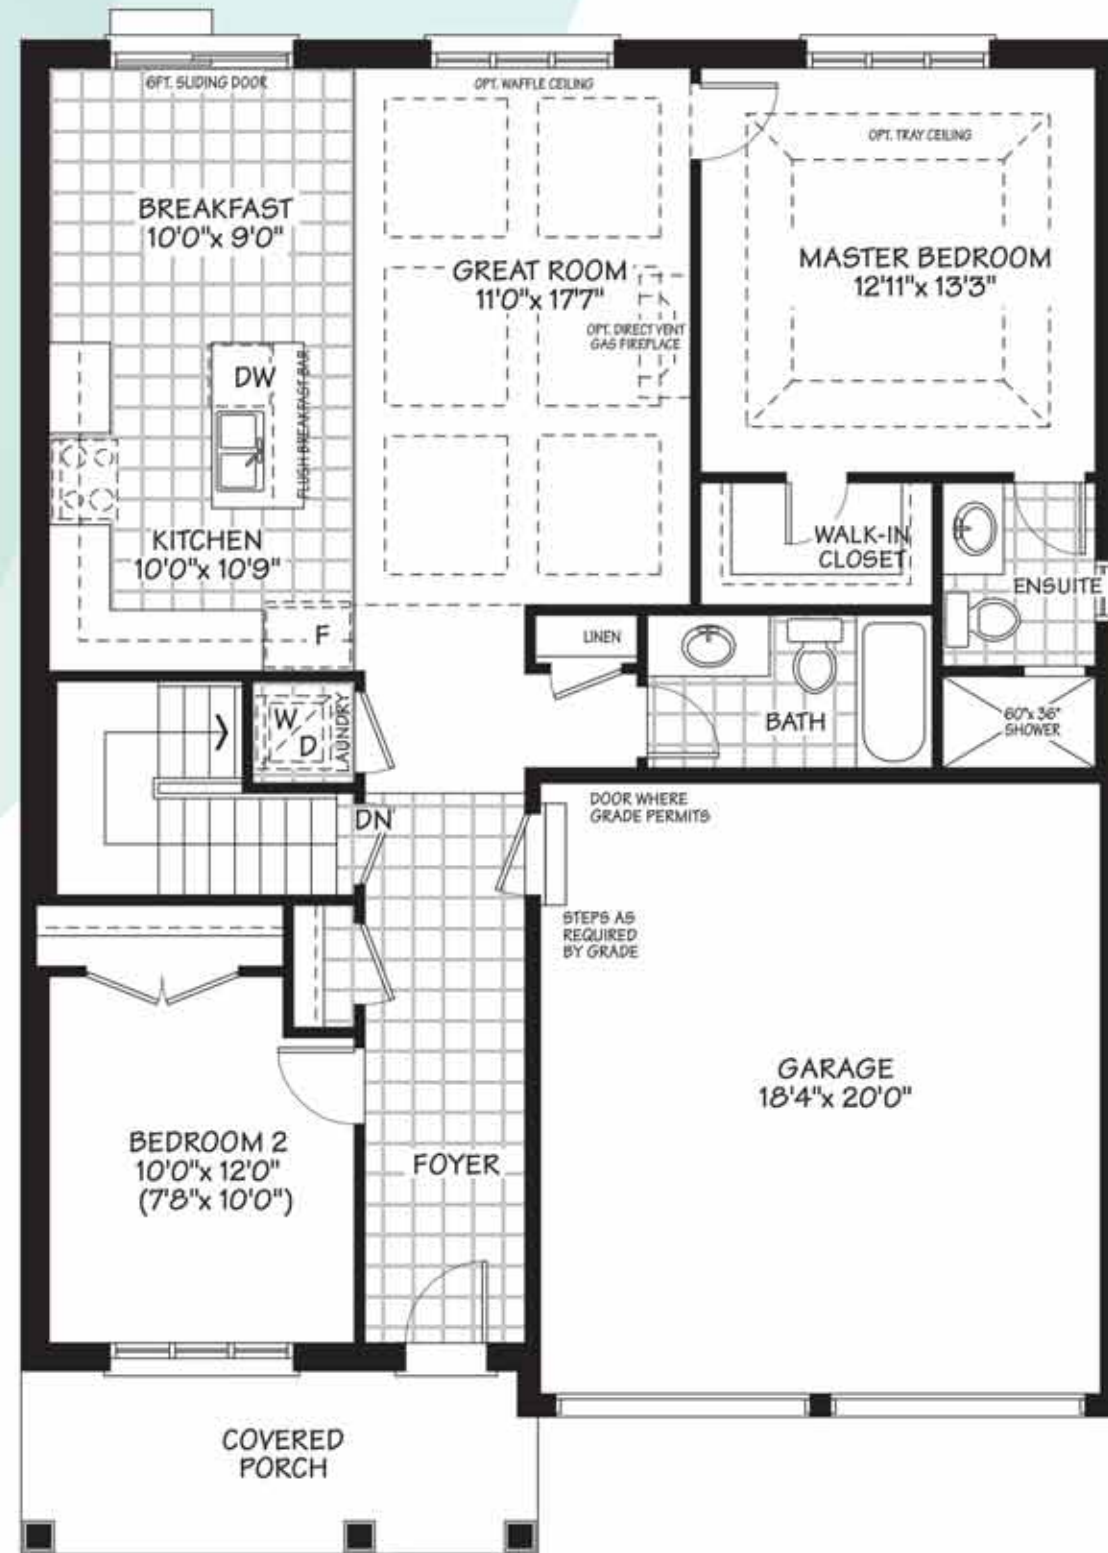 6FT. SLIDING DOOR
OPT. WAFFLE CEILING
OPT. TRAY CEILING
BREAKFAST
10'0"x 9'0"
GREAT ROOM
11'0"x 17'7"
MASTER BEDROOM
12'11"x 13'3"
OPT. DIRECT VENT
GAS FIREPLACE
DW
FLUSH BREAKFAST BAR
KITCHEN
10'0"x 10'9"
WALK-IN
CLOSET
ENSUITE
F
LINEN
W
D
LAUNDRY
BATH
60"x 36"
SHOWER
DN
DOOR WHERE
GRADE PERMITS
STEPS AS
REQUIRED
BY GRADE
GARAGE
18'4"x 20'0"
BEDROOM 2
10'0"x 12'0"
(7'8"x 10'0")
FOYER
COVERED
PORCH